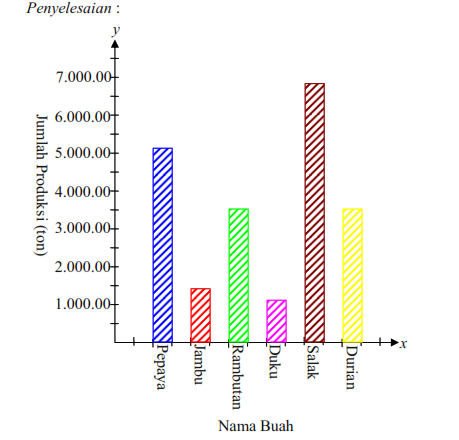 Penyelesaian :
y
7.000.00
6.000.00
5.000.00
4.000.00
3.000.00
2.000.00
1.000.00
Jumlah Produksi (ton)
x
Pepaya
Jambu
Rambutan
Duku
Salak
Durian
Nama Buah